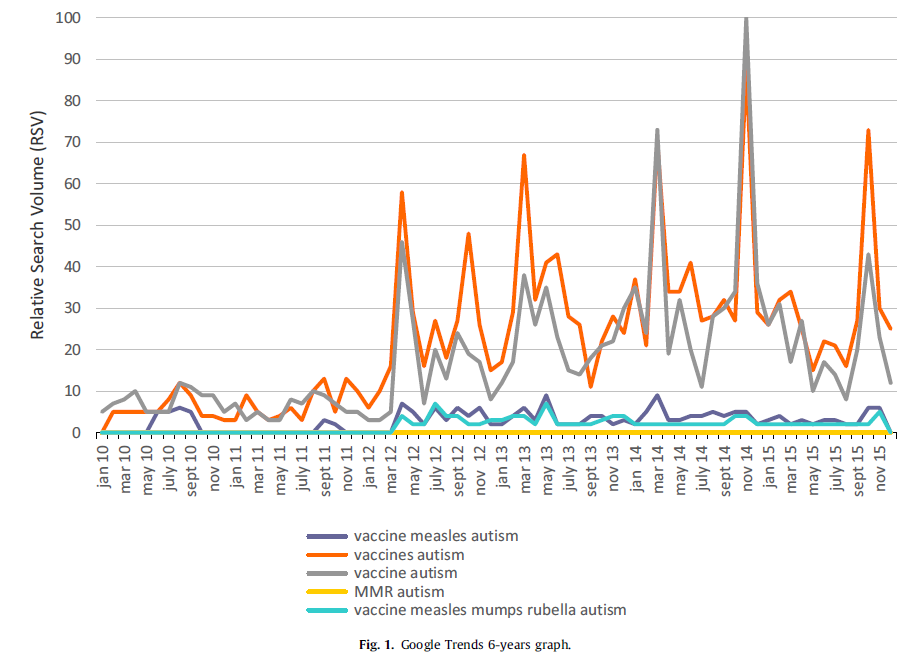 Relative Search Volume (RSV)
100
90
80
70
60
50
40
30
20
10
0
jan 10
mar 10
may 10
july 10
sept 10
nov 10
jan 11
mar 11
may 11
july 11
sept 11
nov 11
jan 12
mar 12
may 12
july 12
sept 12
nov 12
jan 13
mar 13
may 13
july 13
sept 13
nov 13
jan 14
mar 14
may 14
july 14
sept 14
nov 14
jan 15
mar 15
may 15
july 15
sept 15
nov 15
vaccine measles autism
vaccines autism
vaccine autism
MMR autism
vaccine measles mumps rubella autism
Fig. 1. Google Trends 6-years graph.